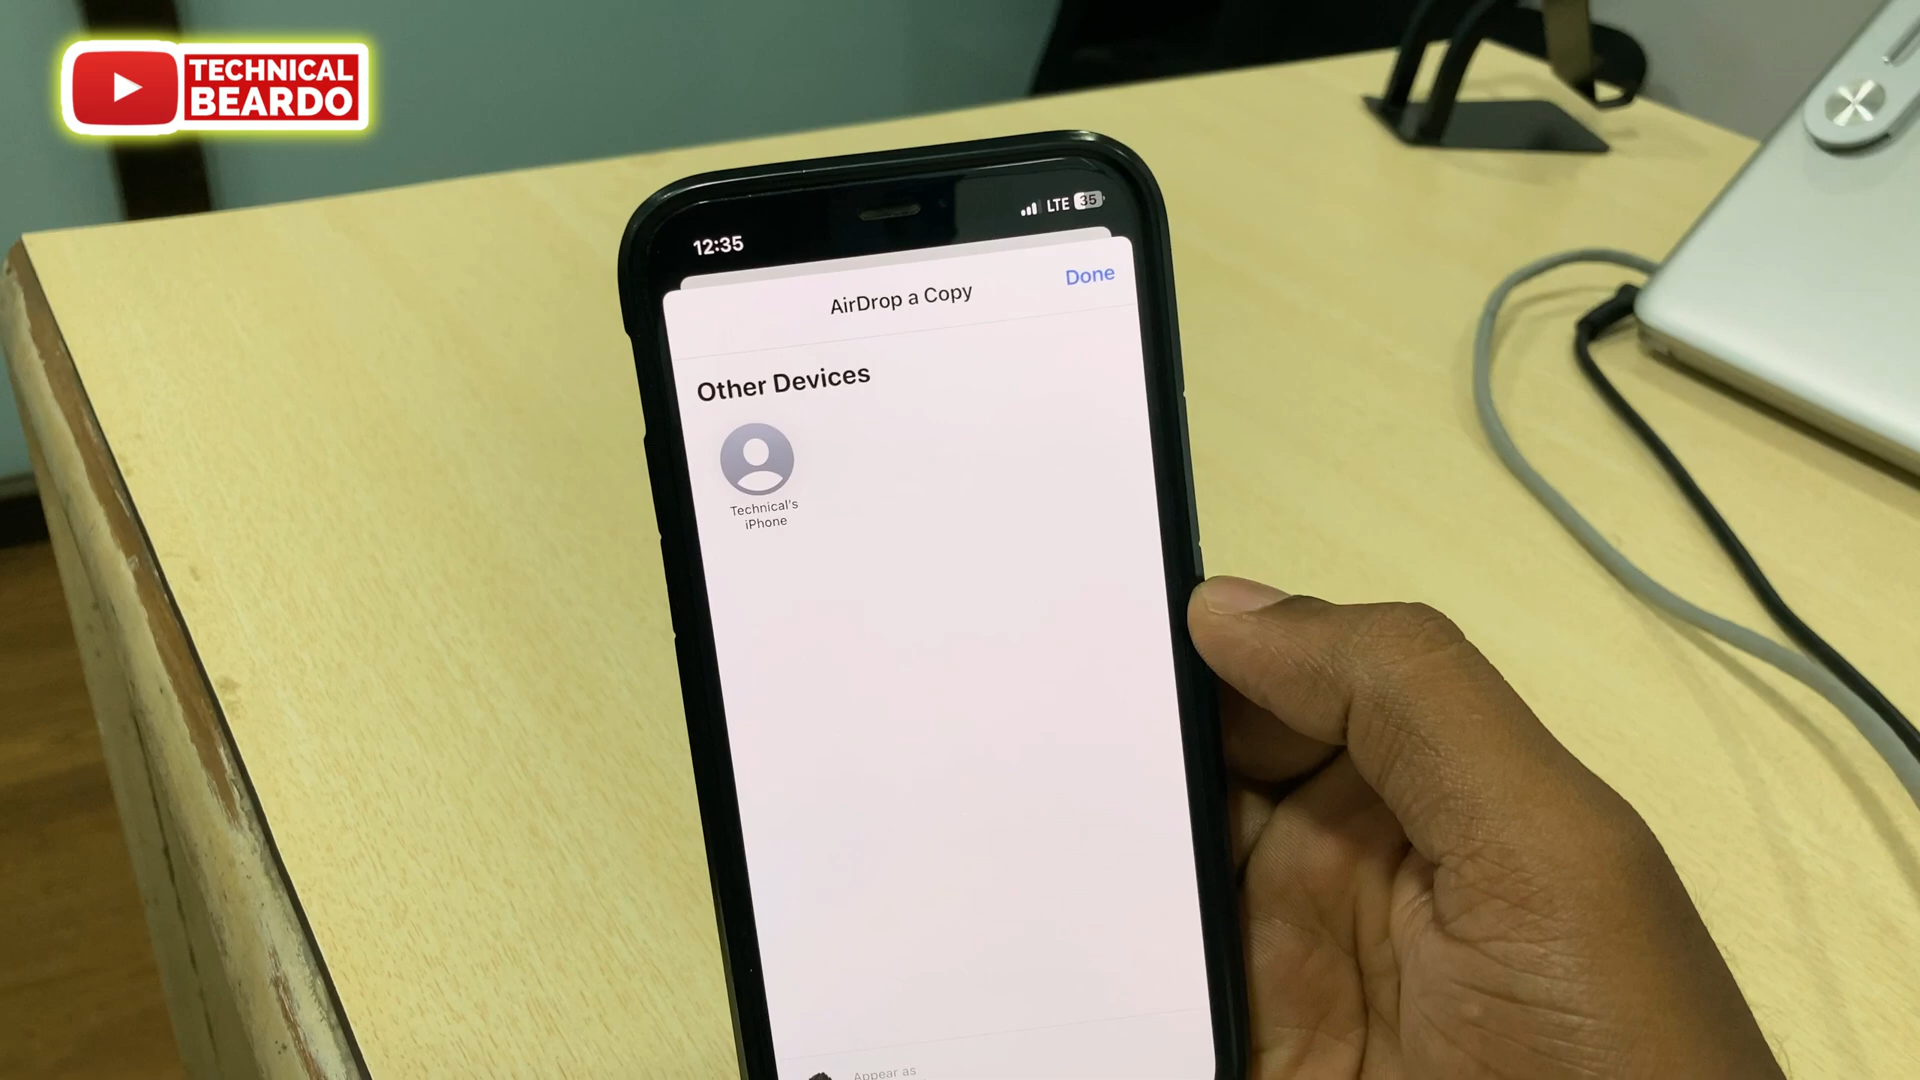 TECHNICAL
BEARDO
12:35
LTE 35
AirDrop a Copy
Done
Other Devices
Technical's
iPhone
Appear as